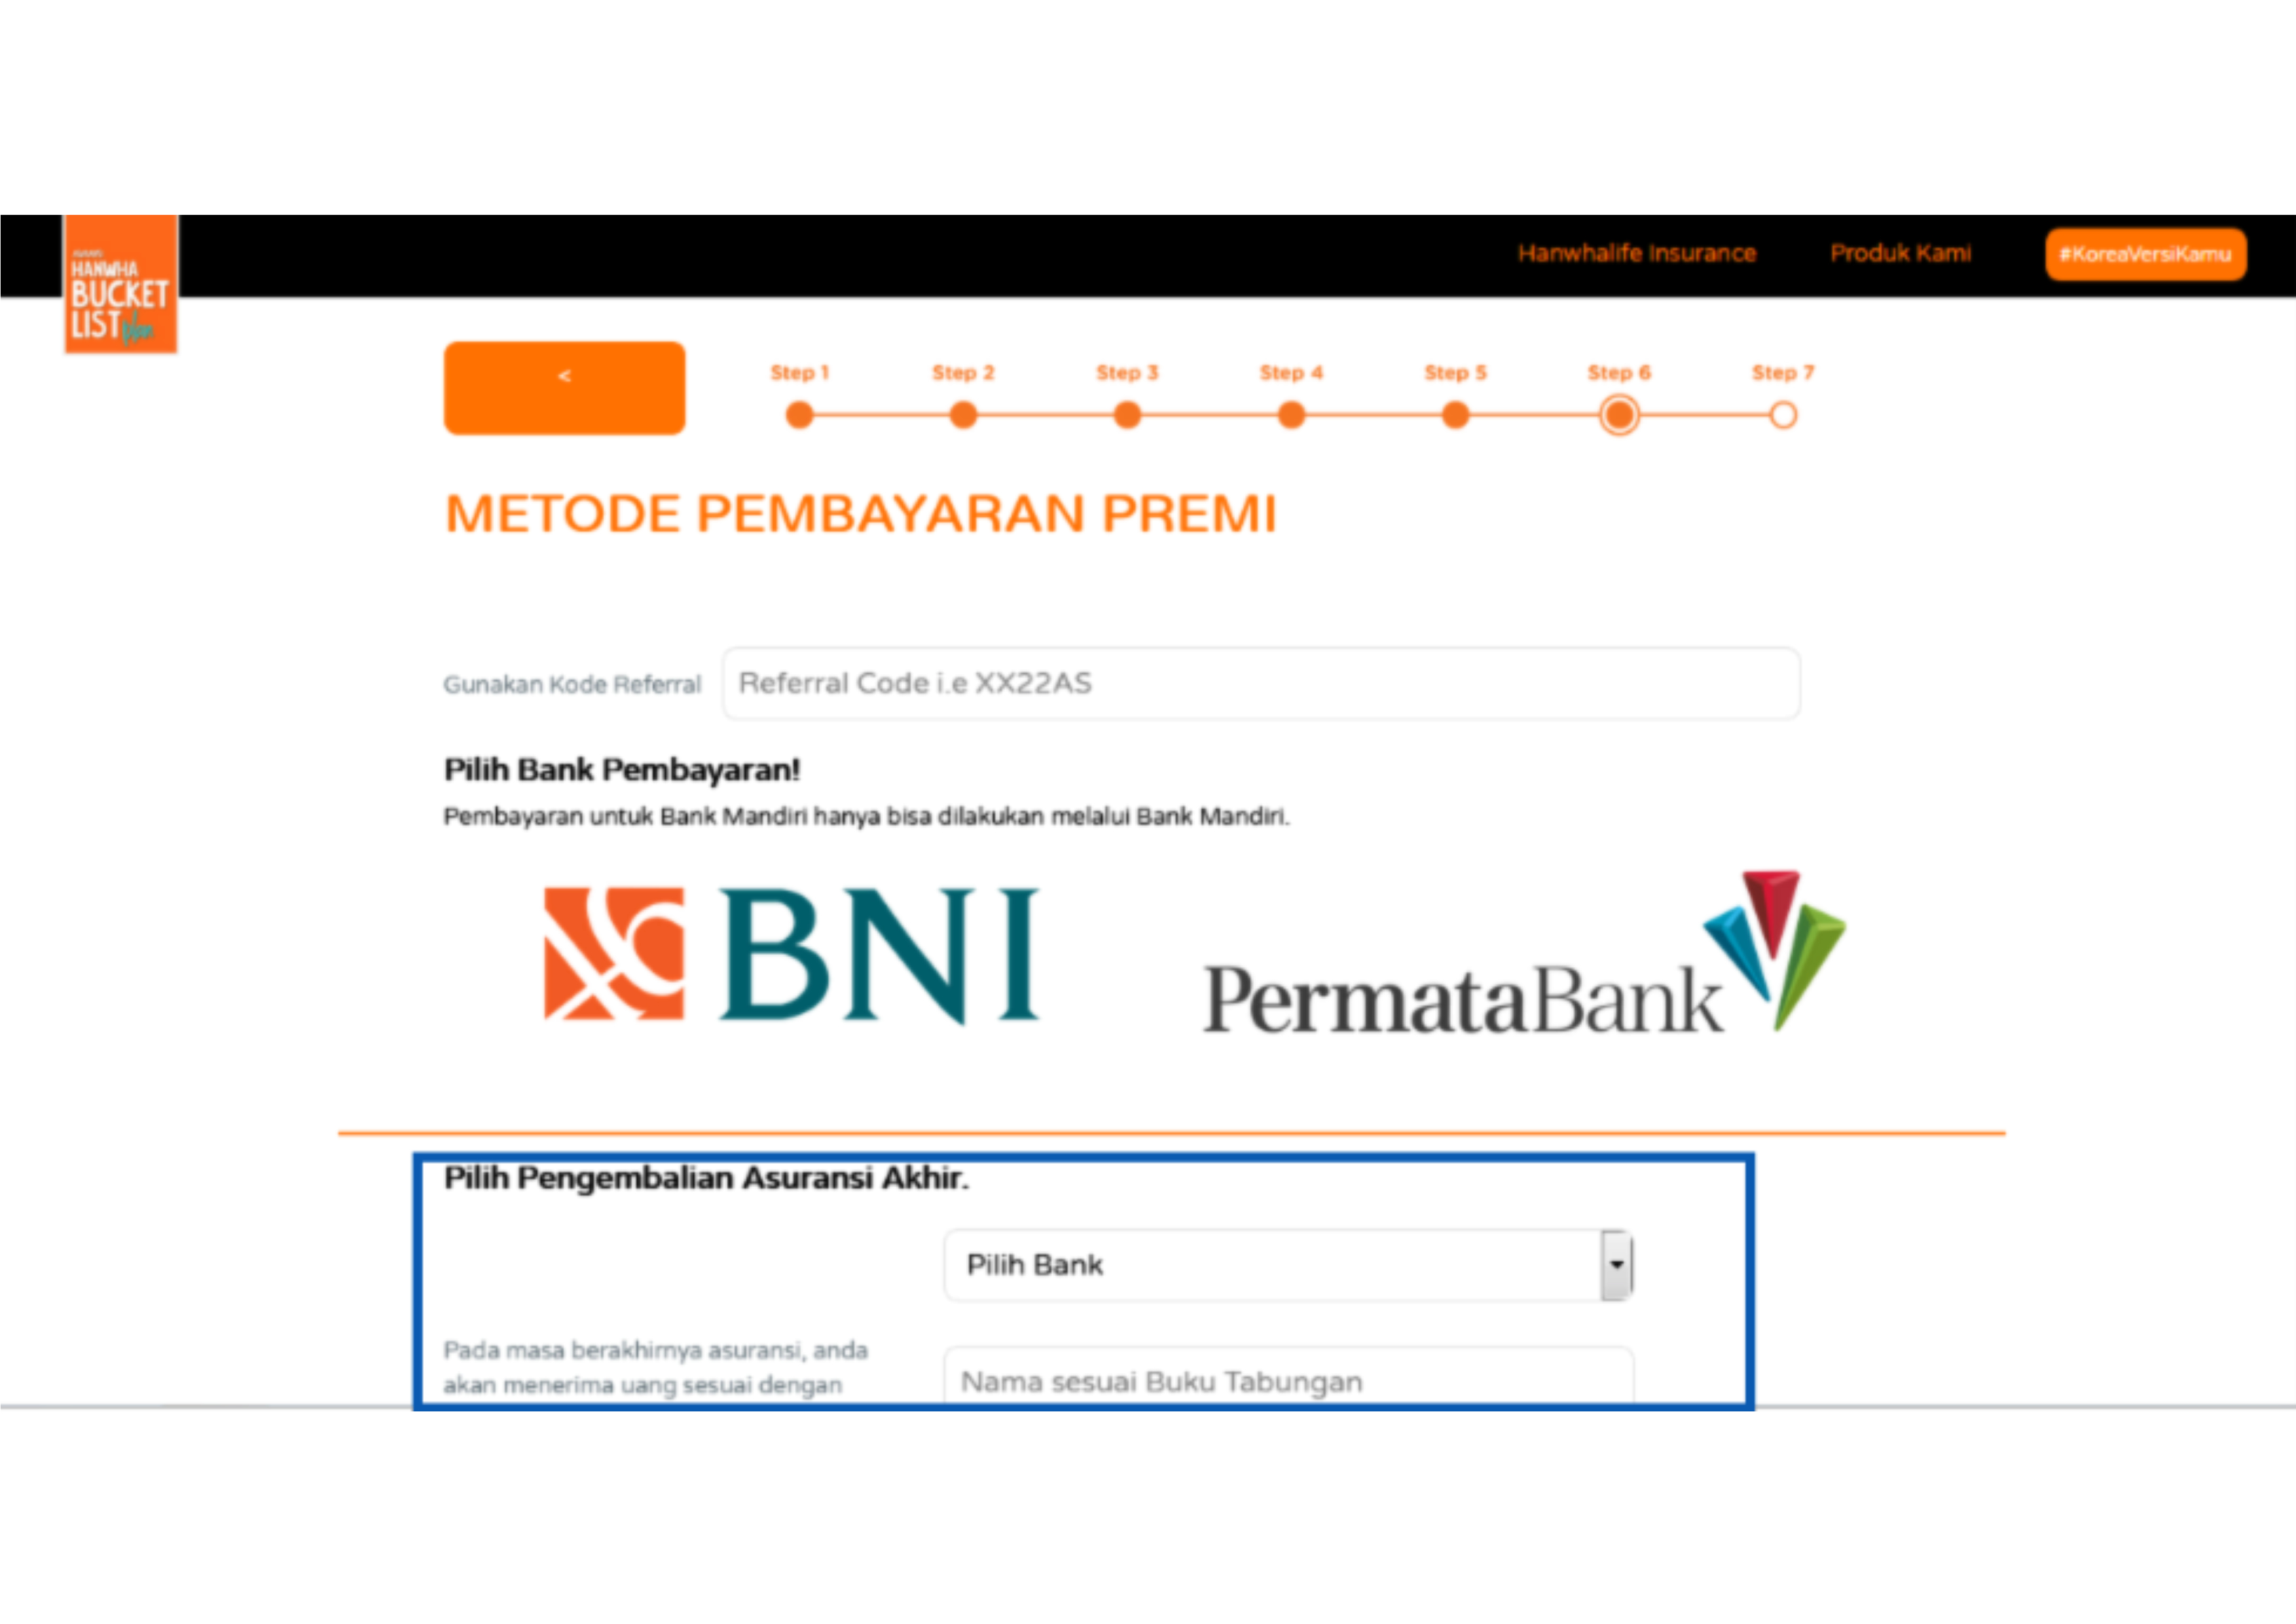 HANWHA
BUCKET
LIST plan
Hanwhalife Insurance
Produk Kami
#KoreaVersiKamu
<
Step 1
Step 2
Step 3
Step 4
Step 5
Step 6
Step 7
METODE PEMBAYARAN PREMI
Gunakan Kode Referral
Referral Code i.e XX22AS
Pilih Bank Pembayaran!
Pembayaran untuk Bank Mandiri hanya bisa dilakukan melalui Bank Mandiri.
BNI
PermataBank
Pilih Pengembalian Asuransi Akhir.
Pilih Bank
Pada masa berakhirnya asuransi, anda
akan menerima uang sesuai dengan
Nama sesuai Buku Tabungan